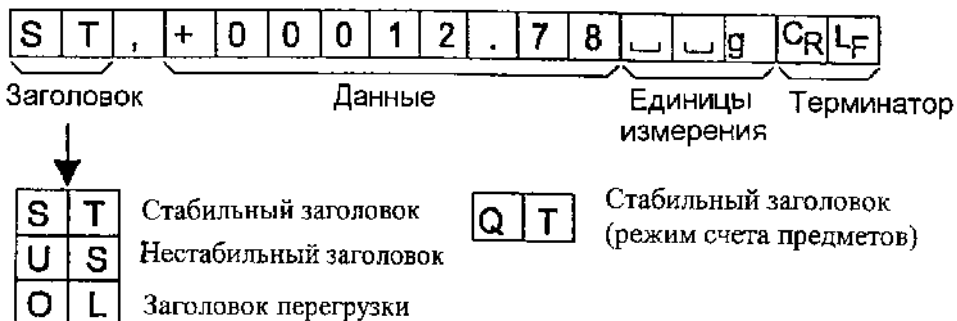 S T , + 0 0 0 1 2 . 7 8 ␣ ␣ g CR LF
Заголовок Данные Единицы измерения Терминатор
S T Стабильный заголовок
U S Нестабильный заголовок
O L Заголовок перегрузки
Q T Стабильный заголовок
(режим счета предметов)